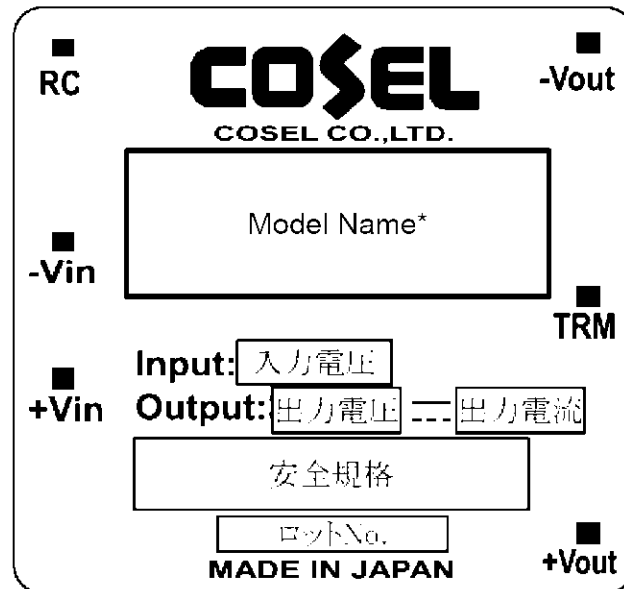 RC
COSEL
-Vout
COSEL CO.,LTD.
Model Name*
-Vin
TRM
Input: 入力電圧
+Vin
Output: 出力電圧 出力電流
安全規格
ロットNo.
+Vout
MADE IN JAPAN